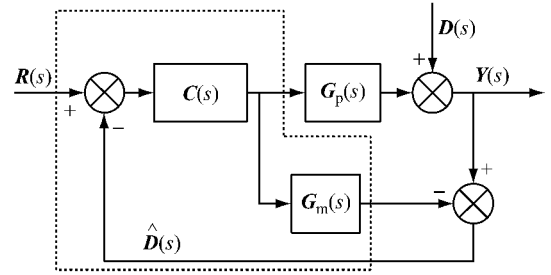 D(s)
R(s)
+
−
C(s)
G_p(s)
+
Y(s)
G_m(s)
−
+
D̂(s)